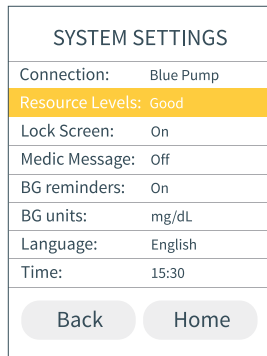 SYSTEM SETTINGS
Connection: Blue Pump
Resource Levels: Good
Lock Screen: On
Medic Message: Off
BG reminders: On
BG units: mg/dL
Language: English
Time: 15:30
Back Home